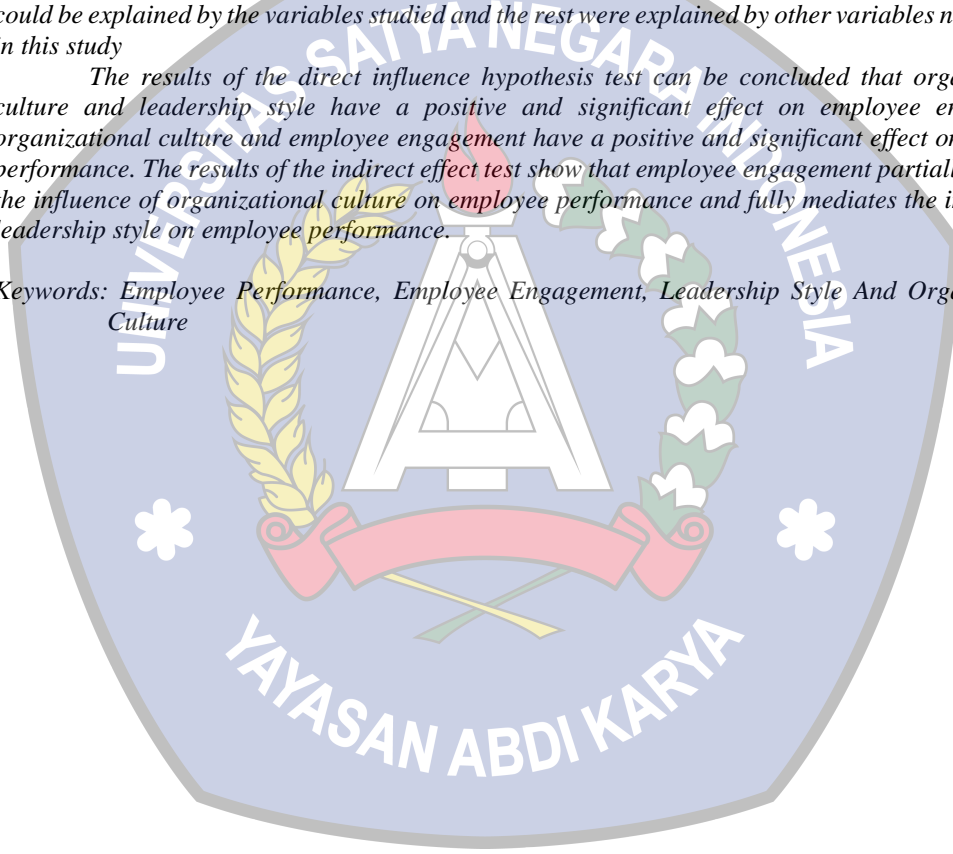 could be explained by the variables studied and the rest were explained by other variables n
in this study
The results of the direct influence hypothesis test can be concluded that orga
culture and leadership style have a positive and significant effect on employee en
organizational culture and employee engagement have a positive and significant effect on
performance. The results of the indirect effect test show that employee engagement partiall
the influence of organizational culture on employee performance and fully mediates the i
leadership style on employee performance.
Keywords: Employee Performance, Employee Engagement, Leadership Style And Orga
Culture
UNIVERSITAS SATYA NEGARA INDONESIA
YAYASAN ABDI KARYA